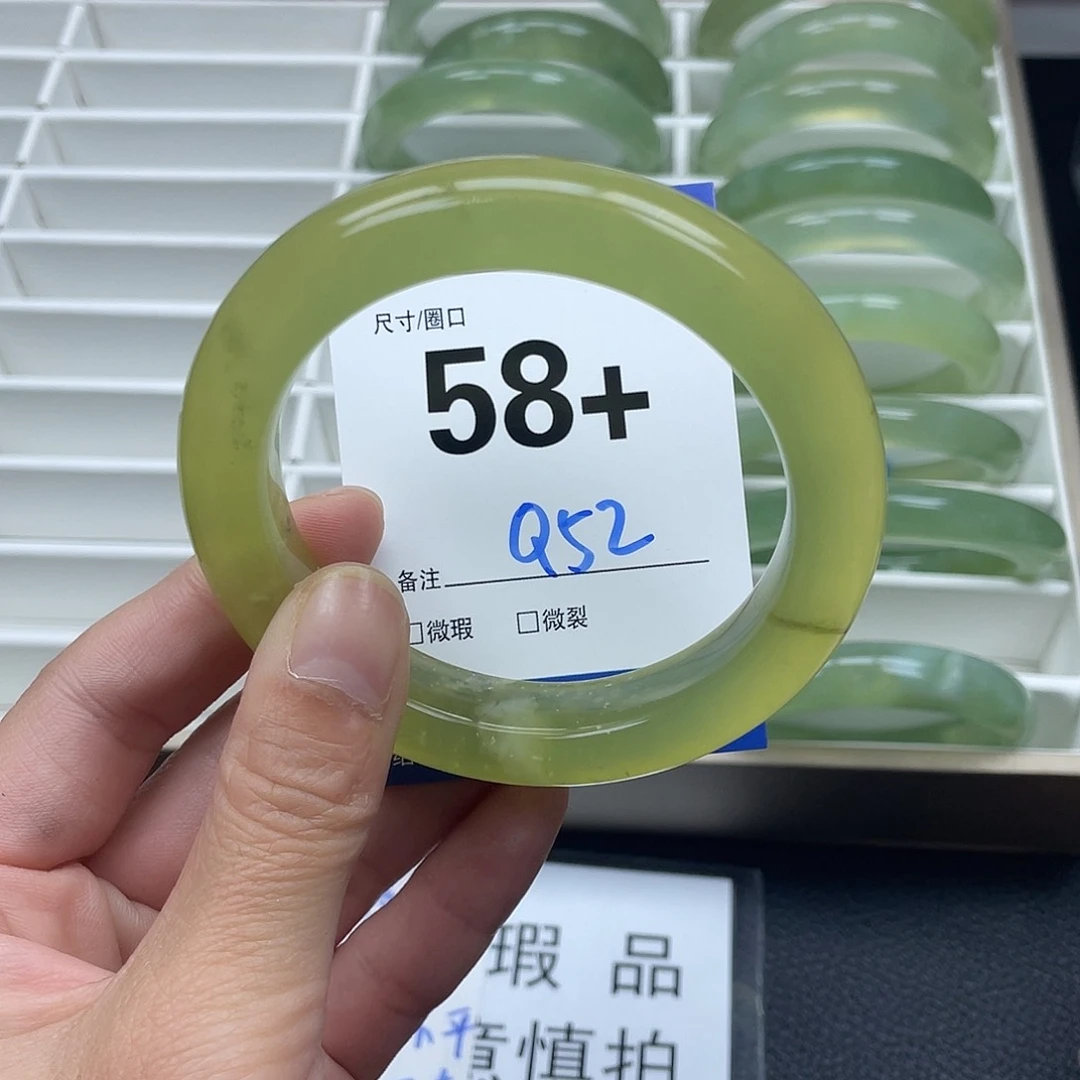 尺寸/圈口
58+
Q52
备注
□微瑕 □微裂
瑕品
慎拍